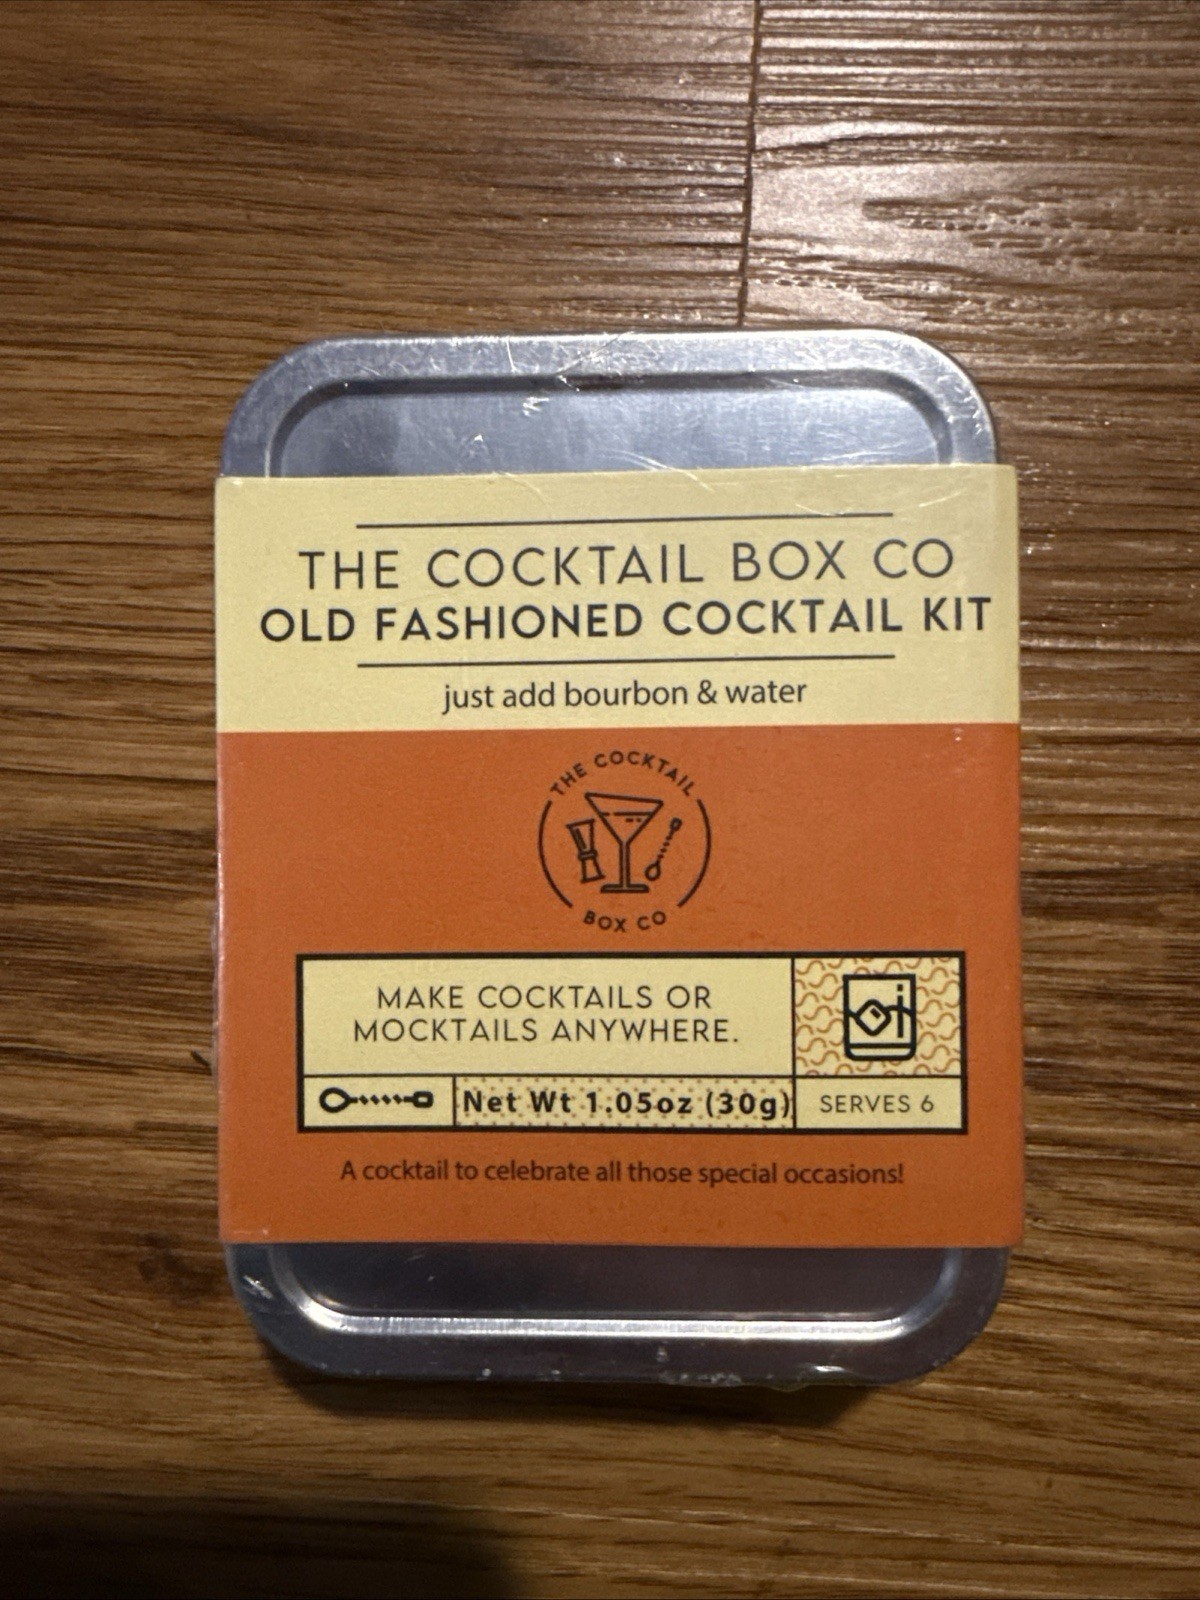 THE COCKTAIL BOX CO
OLD FASHIONED COCKTAIL KIT
just add bourbon & water
THE COCKTAIL
BOX CO
MAKE COCKTAILS OR
MOCKTAILS ANYWHERE.
Net Wt 1.05oz (30g)
SERVES 6
A cocktail to celebrate all those special occasions!